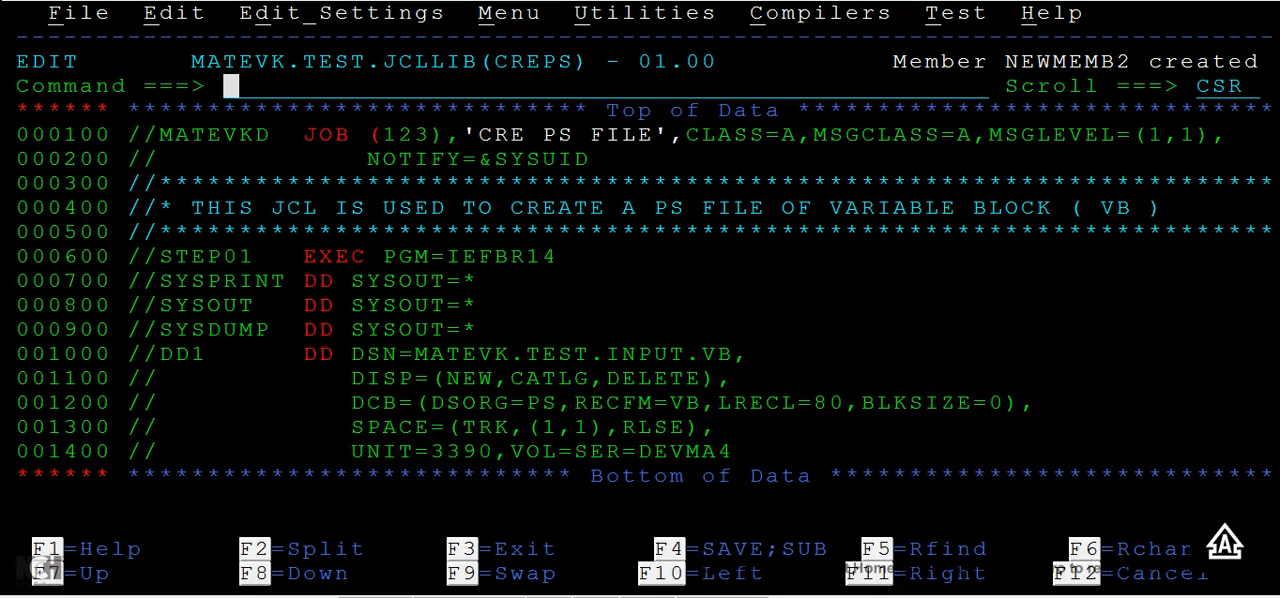 File Edit Edit_Settings Menu Utilities Compilers Test Help
EDIT MATEVK.TEST.JCLLIB(CREPS) - 01.00 Member NEWMEMB2 created
Command ===> Scroll ===> CSR
****** ***************************** Top of Data ******************************
000100 //MATEVKD JOB (123),'CRE PS FILE',CLASS=A,MSGCLASS=A,MSGLEVEL=(1,1),
000200 // NOTIFY=&SYSUID
000300 //**********************************************************************
000400 //* THIS JCL IS USED TO CREATE A PS FILE OF VARIABLE BLOCK ( VB )
000500 //**********************************************************************
000600 //STEP01 EXEC PGM=IEFBR14
000700 //SYSPRINT DD SYSOUT=*
000800 //SYSOUT DD SYSOUT=*
000900 //SYSDUMP DD SYSOUT=*
001000 //DD1 DD DSN=MATEVK.TEST.INPUT.VB,
001100 // DISP=(NEW,CATLG,DELETE),
001200 // DCB=(DSORG=PS,RECFM=VB,LRECL=80,BLKSIZE=0),
001300 // SPACE=(TRK,(1,1),RLSE),
001400 // UNIT=3390,VOL=SER=DEVMA4
****** **************************** Bottom of Data ****************************
F1=Help F2=Split F3=Exit F4=SAVE;SUB F5=Rfind F6=Rchan
F7=Up F8=Down F9=Swap F10=Left F11=Right F12=Cancel